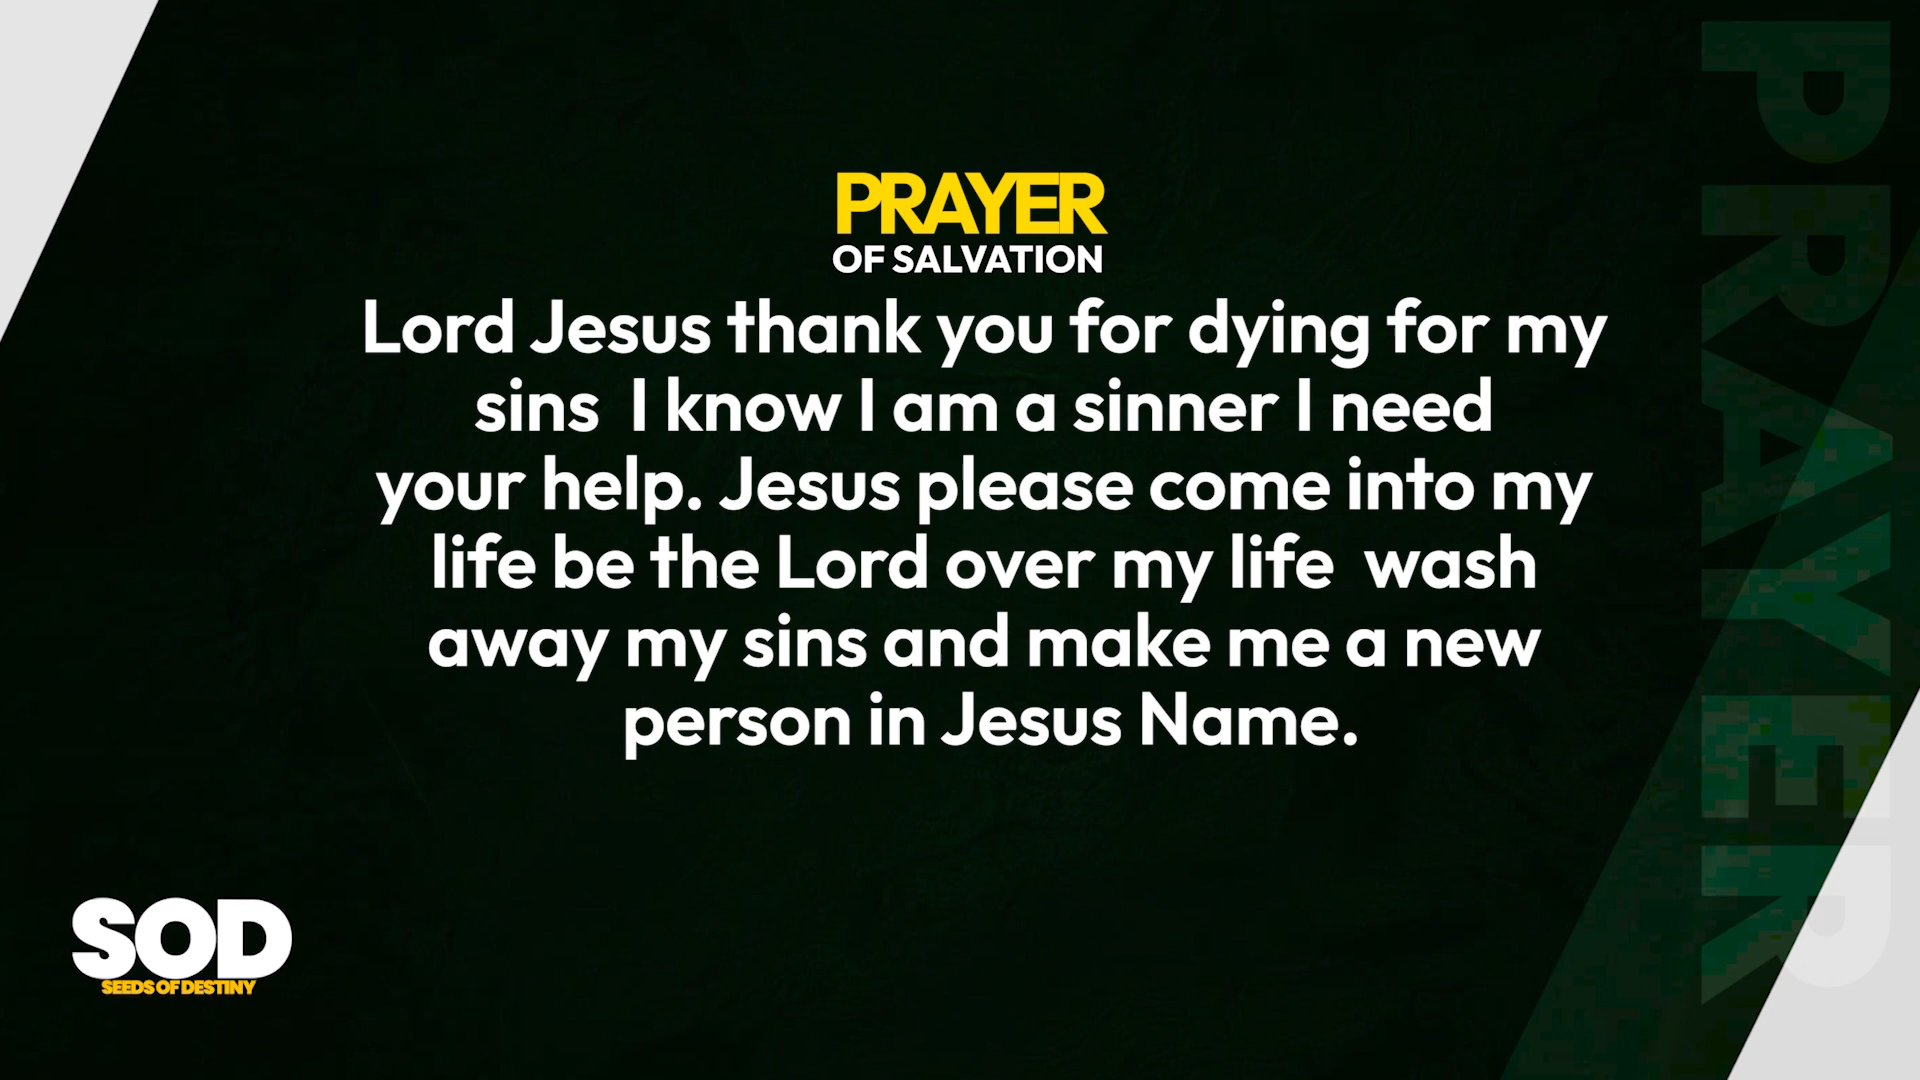 PRAYER
OF SALVATION
Lord Jesus thank you for dying for my
sins  I know I am a sinner I need
your help. Jesus please come into my
life be the Lord over my life  wash
away my sins and make me a new
person in Jesus Name.
PRAYER
SOD
SEEDS OF DESTINY